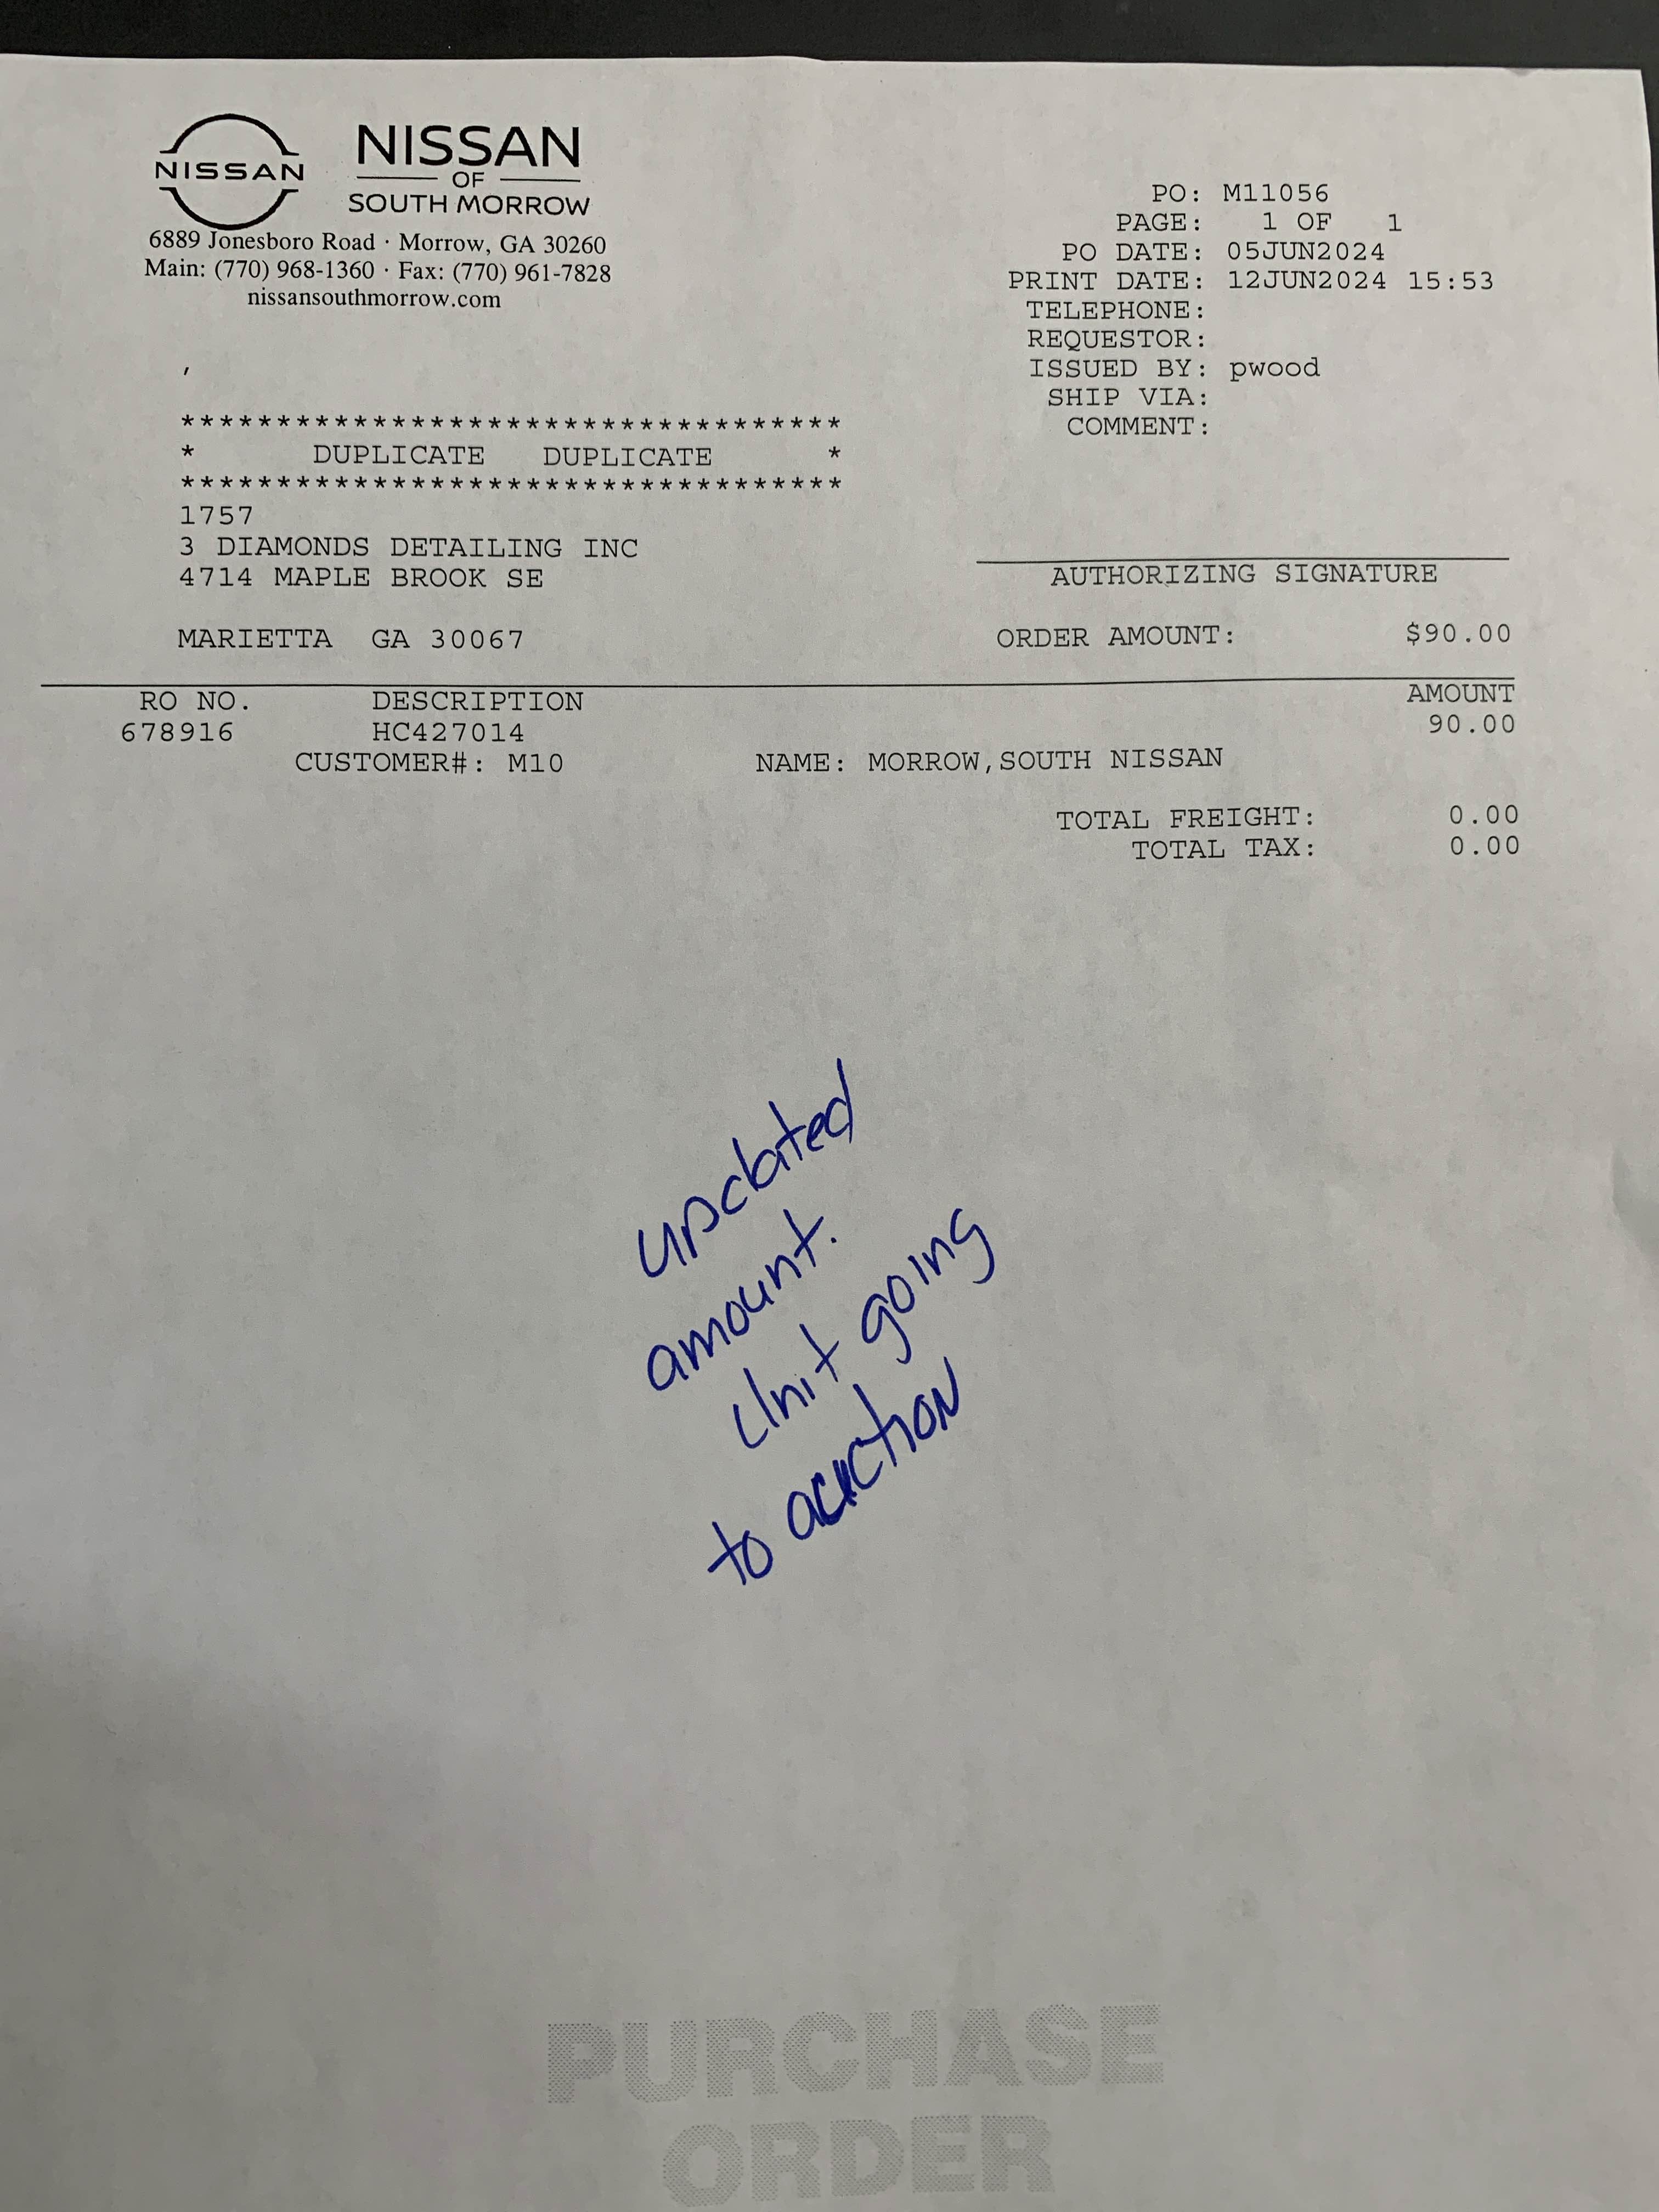 NISSAN
NISSAN
OF
SOUTH MORROW
6889 Jonesboro Road · Morrow, GA 30260
Main: (770) 968-1360 · Fax: (770) 961-7828
nissansouthmorrow.com
PO: M11056
PAGE: 1 OF 1
PO DATE: 05JUN2024
PRINT DATE: 12JUN2024 15:53
TELEPHONE:
REQUESTOR:
ISSUED BY: pwood
SHIP VIA:
COMMENT:
,
***********************************
* DUPLICATE DUPLICATE *
***********************************
1757
3 DIAMONDS DETAILING INC
4714 MAPLE BROOK SE
MARIETTA GA 30067
AUTHORIZING SIGNATURE
ORDER AMOUNT: $90.00
RO NO. DESCRIPTION AMOUNT
678916 HC427014 90.00
CUSTOMER#: M10 NAME: MORROW,SOUTH NISSAN
TOTAL FREIGHT: 0.00
TOTAL TAX: 0.00
updated
amount.
Unit going
to auction
PURCHASE
ORDER